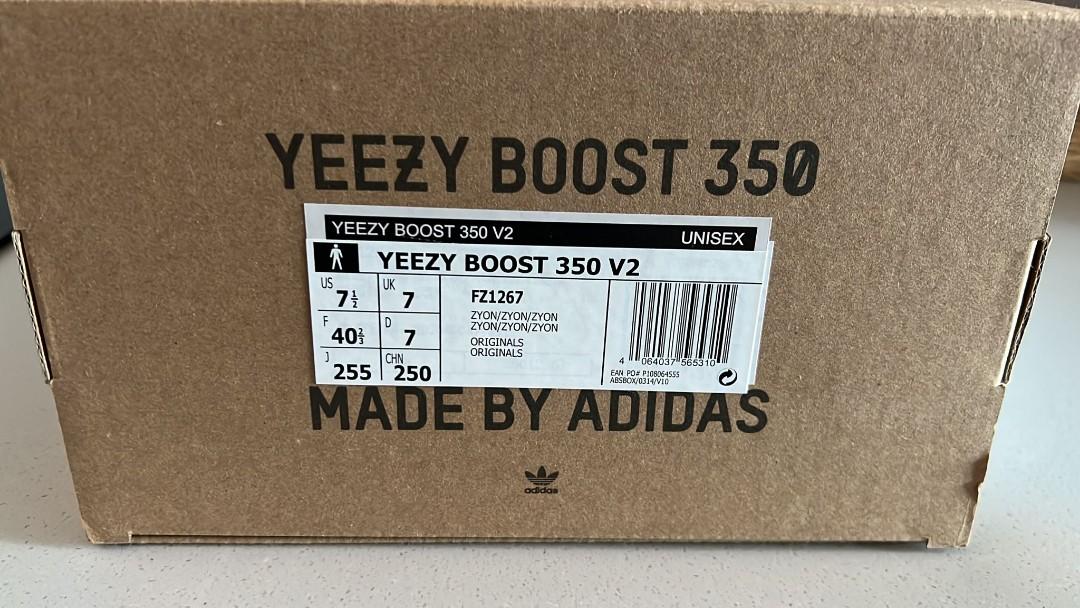 YEEZY BOOST 350
YEEZY BOOST 350 V2 UNISEX
YEEZY BOOST 350 V2
US 7½ UK 7
F 40⅔ D 7
J 255 CHN 250
FZ1267
ZYON/ZYON/ZYON
ZYON/ZYON/ZYON
ORIGINALS
ORIGINALS
4 064037 565310
EAN PO# P108064555
ABSBOX/0314/V10
MADE BY ADIDAS
adidas